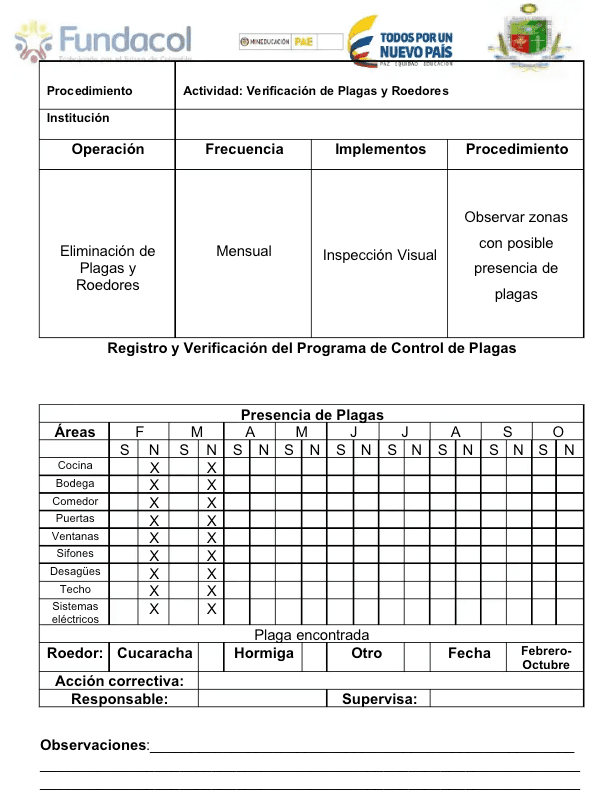 Fundacol
MINEDUCACIÓN PAE
TODOS POR UN
NUEVO PAÍS
PAZ EQUIDAD EDUCACIÓN
Procedimiento Actividad: Verificación de Plagas y Roedores
Institución
Operación Frecuencia Implementos Procedimiento
Eliminación de Plagas y Roedores Mensual Inspección Visual Observar zonas con posible presencia de plagas
Registro y Verificación del Programa de Control de Plagas
Presencia de Plagas
Áreas F M A M J J A S O
S N S N S N S N S N S N S N S N S N
Cocina X X
Bodega X X
Comedor X X
Puertas X X
Ventanas X X
Sifones X X
Desagües X X
Techo X X
Sistemas eléctricos X X
Plaga encontrada
Roedor: Cucaracha Hormiga Otro Fecha Febrero-Octubre
Acción correctiva:
Responsable: Supervisa:
Observaciones: